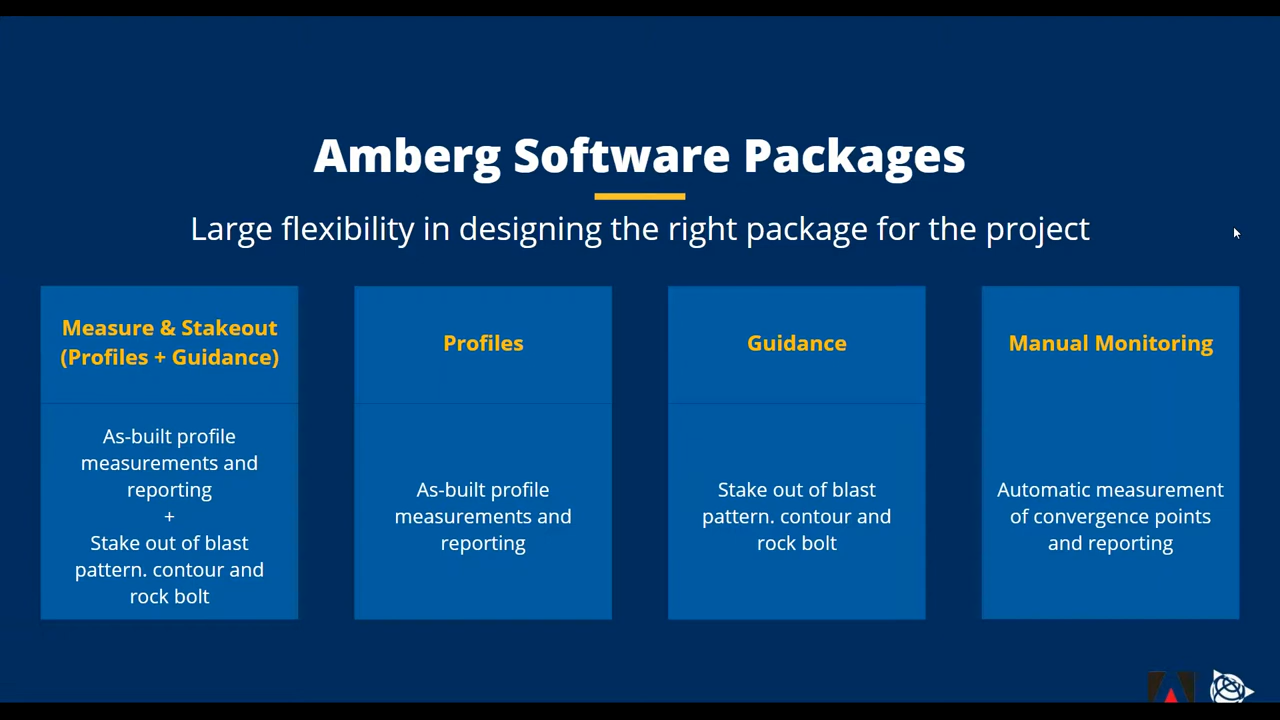 Amberg Software Packages
Large flexibility in designing the right package for the project
Measure & Stakeout
(Profiles + Guidance)
As-built profile
measurements and
reporting
+
Stake out of blast
pattern. contour and
rock bolt
Profiles
As-built profile
measurements and
reporting
Guidance
Stake out of blast
pattern. contour and
rock bolt
Manual Monitoring
Automatic measurement
of convergence points
and reporting